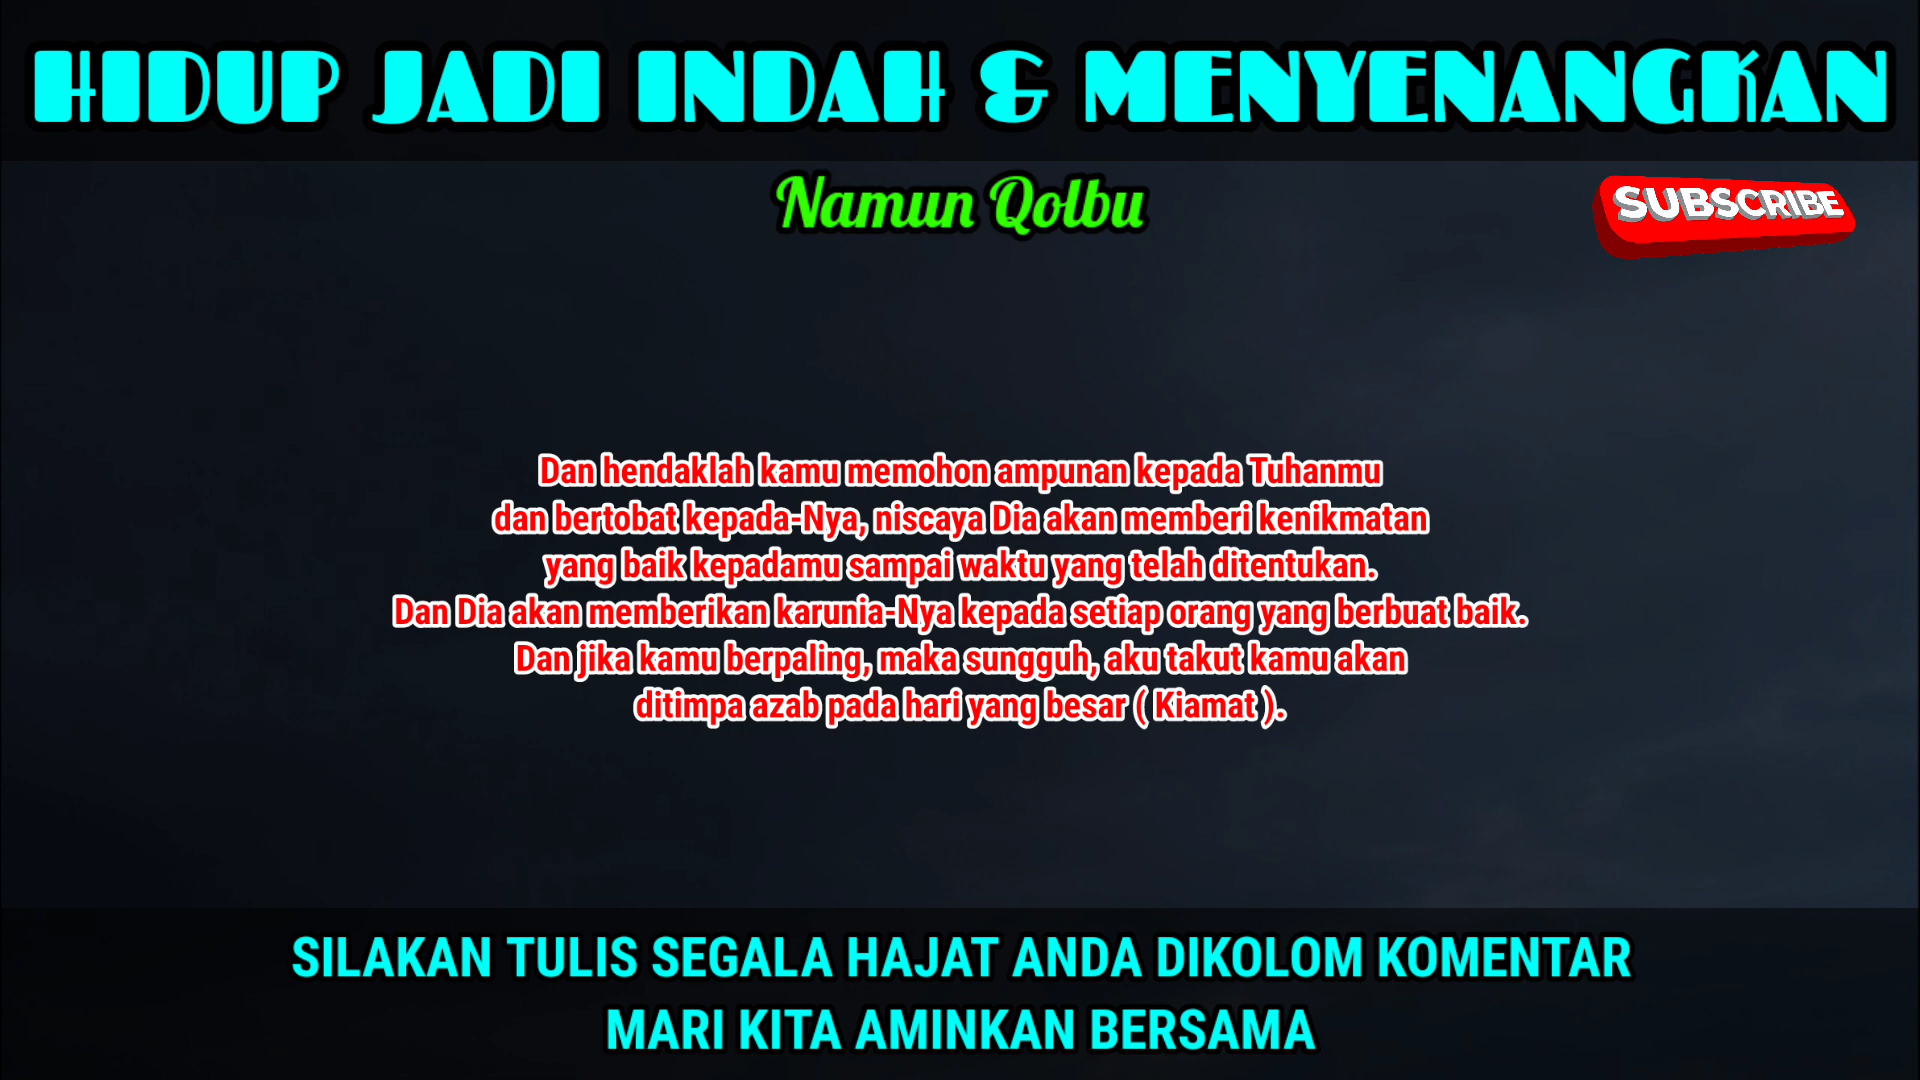 HIDUP JADI INDAH & MENYENANGKAN
Namun Qolbu
SUBSCRIBE
Dan hendaklah kamu memohon ampunan kepada Tuhanmu
dan bertobat kepada-Nya, niscaya Dia akan memberi kenikmatan
yang baik kepadamu sampai waktu yang telah ditentukan.
Dan Dia akan memberikan karunia-Nya kepada setiap orang yang berbuat baik.
Dan jika kamu berpaling, maka sungguh, aku takut kamu akan
ditimpa azab pada hari yang besar ( Kiamat ).
SILAKAN TULIS SEGALA HAJAT ANDA DIKOLOM KOMENTAR
MARI KITA AMINKAN BERSAMA